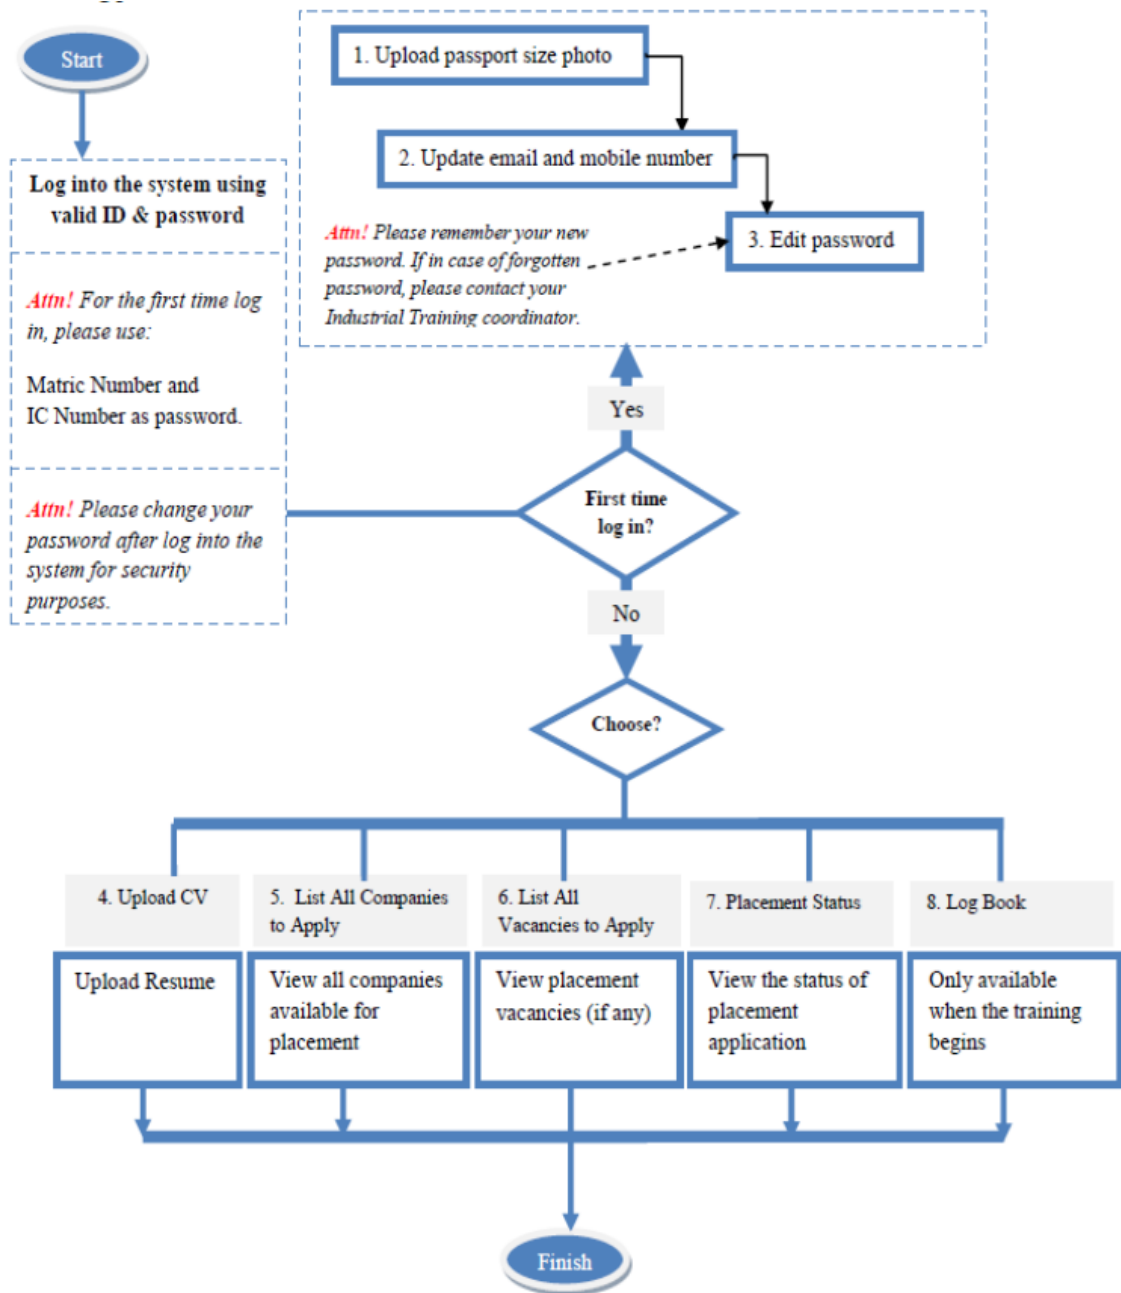 Start
Log into the system using
valid ID & password
Attn! For the first time log
in, please use:
Matric Number and
IC Number as password.
Attn! Please change your
password after log into the
system for security
purposes.
1. Upload passport size photo
2. Update email and mobile number
3. Edit password
Attn! Please remember your new
password. If in case of forgotten
password, please contact your
Industrial Training coordinator.
Yes
First time
log in?
No
Choose?
4. Upload CV
Upload Resume
5. List All Companies
to Apply
View all companies
available for
placement
6. List All
Vacancies to Apply
View placement
vacancies (if any)
7. Placement Status
View the status of
placement
application
8. Log Book
Only available
when the training
begins
Finish